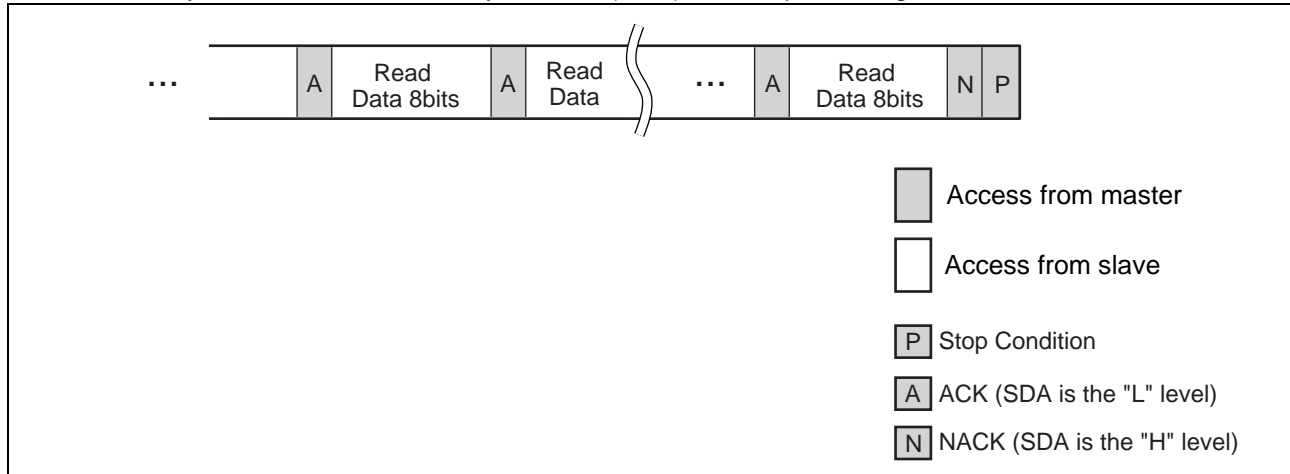 ... A Read Data 8bits A Read Data ... A Read Data 8bits N P
Access from master
Access from slave
P Stop Condition
A ACK (SDA is the "L" level)
N NACK (SDA is the "H" level)